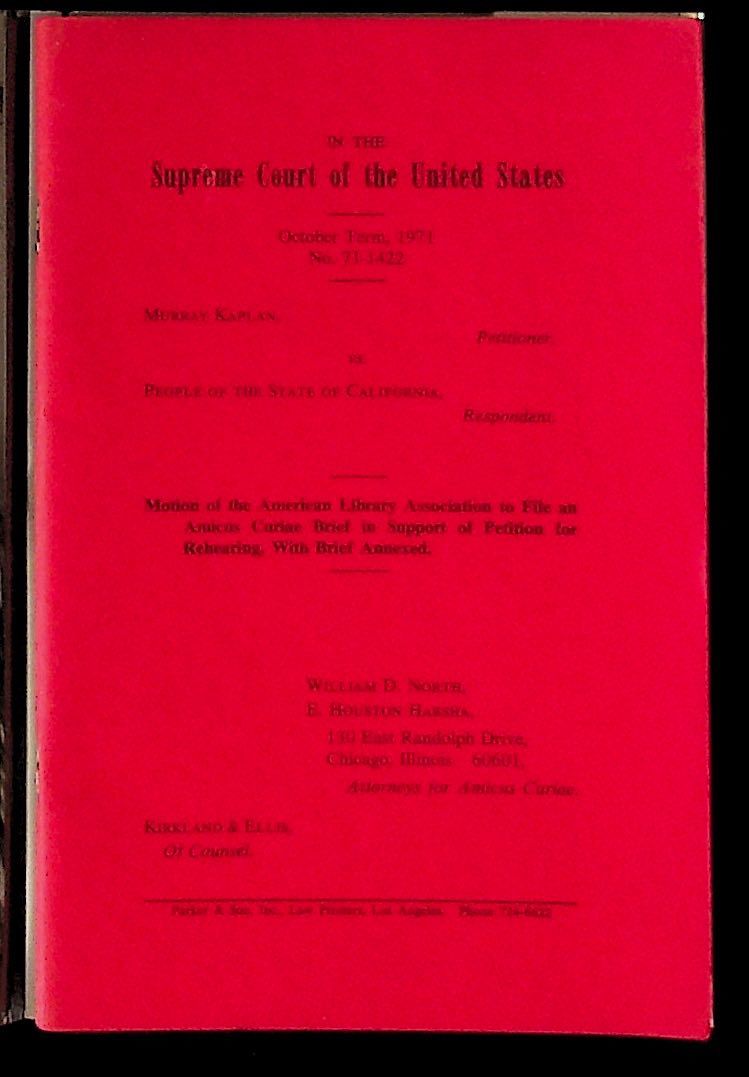 IN THE
Supreme Court of the United States
October Term, 1971
No. 71-1422
MURRAY KAPLAN,
Petitioner,
vs.
PEOPLE OF THE STATE OF CALIFORNIA,
Respondent.
Motion of the American Library Association to File an
Amicus Curiae Brief in Support of Petition for
Rehearing, With Brief Annexed.
WILLIAM D. NORTH,
E. HOUSTON HARSHA,
130 East Randolph Drive,
Chicago, Illinois 60601,
Attorneys for Amicus Curiae.
KIRKLAND & ELLIS,
Of Counsel.
Parker & Son, Inc., Law Printers, Los Angeles. Phone